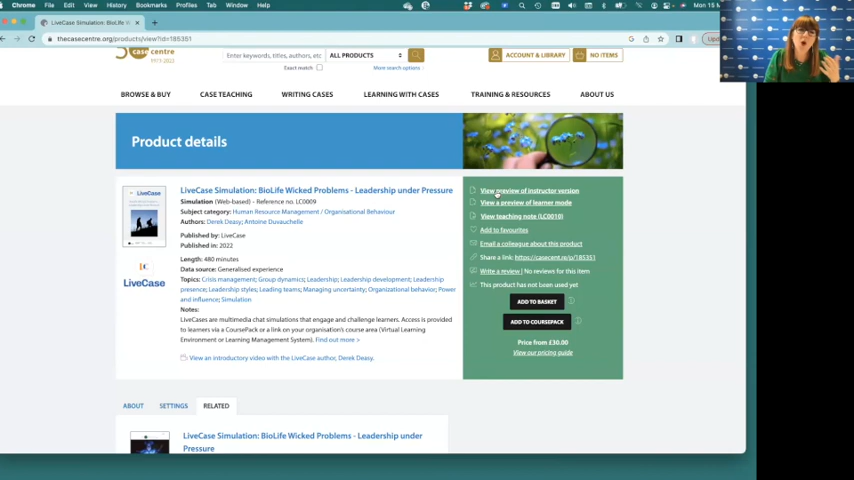 Chrome File Edit View History Bookmarks Profiles Tab Window Help
Mon 15 M
LiveCase Simulation: BioLife W
thecasecentre.org/products/view?id=185351
case centre
Enter keywords, titles, authors, etc
ALL PRODUCTS
ACCOUNT & LIBRARY
NO ITEMS
Exact match
More search options
BROWSE & BUY CASE TEACHING WRITING CASES LEARNING WITH CASES TRAINING & RESOURCES ABOUT US
Product details
LiveCase
LiveCase
LiveCase Simulation: BioLife Wicked Problems - Leadership under Pressure
Simulation (Web-based) - Reference no. LC0009
Subject category: Human Resource Management / Organisational Behaviour
Authors: Derek Deasy; Antoine Duvauchelle
Published by: LiveCase
Published in: 2022
Length: 480 minutes
Data source: Generalised experience
Topics: Crisis management; Group dynamics; Leadership; Leadership development; Leadership
presence; Leadership styles; Leading teams; Managing uncertainty; Organizational behavior; Power
and influence; Simulation
Notes:
LiveCases are multimedia chat simulations that engage and challenge learners. Access is provided
to learners via a CoursePack or a link on your organisation's course area (Virtual Learning
Environment or Learning Management System). Find out more >
View an introductory video with the LiveCase author, Derek Deasy.
View preview of instructor version
View a preview of learner mode
View teaching note (LC0010)
Add to favourites
Email a colleague about this product
Share a link: https://casecent.re/p/185351
Write a review | No reviews for this item
This product has not been used yet
ADD TO BASKET
ADD TO COURSEPACK
Price from £30.00
View our pricing guide
ABOUT SETTINGS RELATED
LiveCase Simulation: BioLife Wicked Problems - Leadership under
Pressure